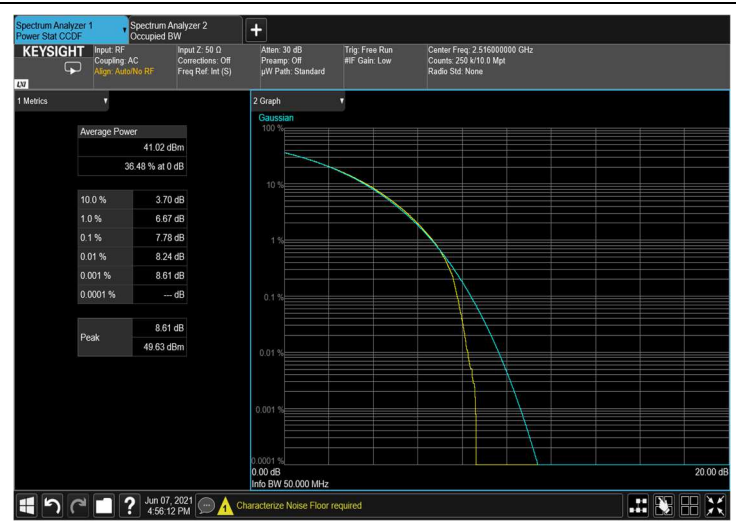 Spectrum Analyzer 1
Power Stat CCDF
Spectrum Analyzer 2
Occupied BW
KEYSIGHT
LXI
Input: RF
Coupling: AC
Align: Auto/No RF
Input Z: 50 Ω
Corrections: Off
Freq Ref: Int (S)
Atten: 30 dB
Preamp: Off
µW Path: Standard
Trig: Free Run
#IF Gain: Low
Center Freq: 2.516000000 GHz
Counts: 250 k/10.0 Mpt
Radio Std: None
1 Metrics
Average Power
41.02 dBm
36.48 % at 0 dB
10.0 % 3.70 dB
1.0 % 6.67 dB
0.1 % 7.78 dB
0.01 % 8.24 dB
0.001 % 8.61 dB
0.0001 % --- dB
Peak
8.61 dB
49.63 dBm
2 Graph
Gaussian
100 %
10 %
1 %
0.1 %
0.01 %
0.001 %
0.0001 %
0.00 dB
20.00 dB
Info BW 50.000 MHz
?
Jun 07, 2021
4:56:12 PM
1
Characterize Noise Floor required